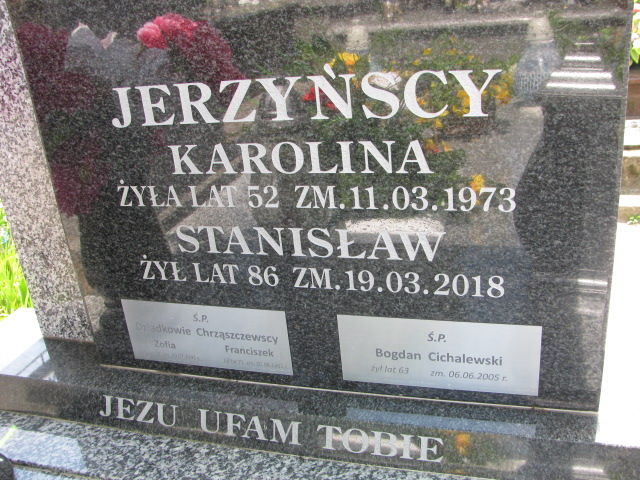 JERZYŃSCY
KAROLINA
ŻYŁA LAT 52 ZM.11.03.1973
STANISŁAW
ŻYŁ LAT 86 ZM.19.03.2018
Ś.P.
Chrząszczewscy
Zofia Franciszek
Ś.P.
Bogdan Cichalewski
żył lat 63 zm. 06.06.2005 r.
JEZU UFAM TOBIE